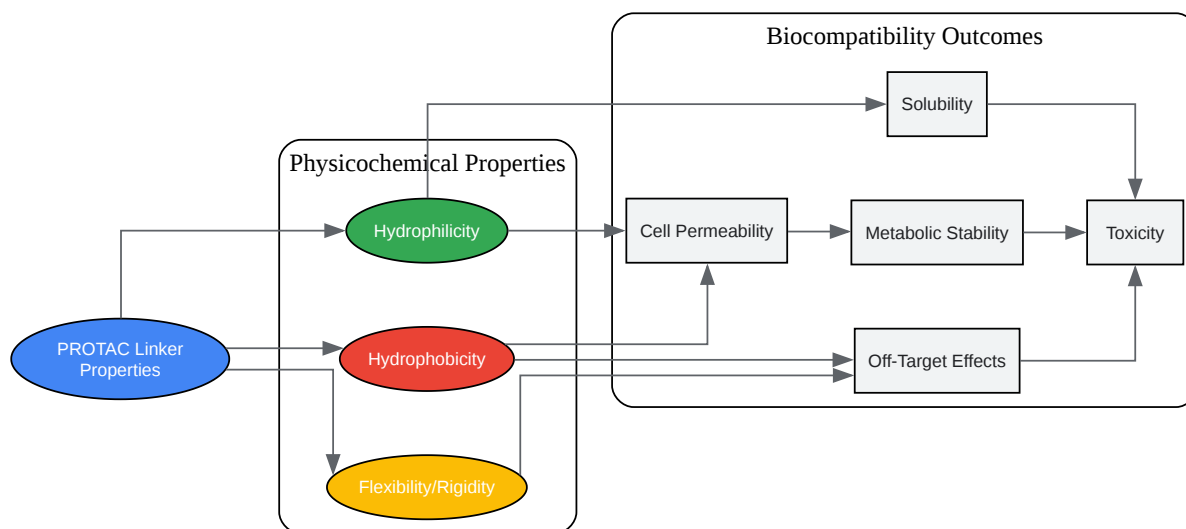 Biocompatibility Outcomes
Solubility
Physicochemical Properties
Hydrophilicity
Cell Permeability
Metabolic Stability
Toxicity
PROTAC Linker
Properties
Hydrophobicity
Off-Target Effects
Flexibility/Rigidity